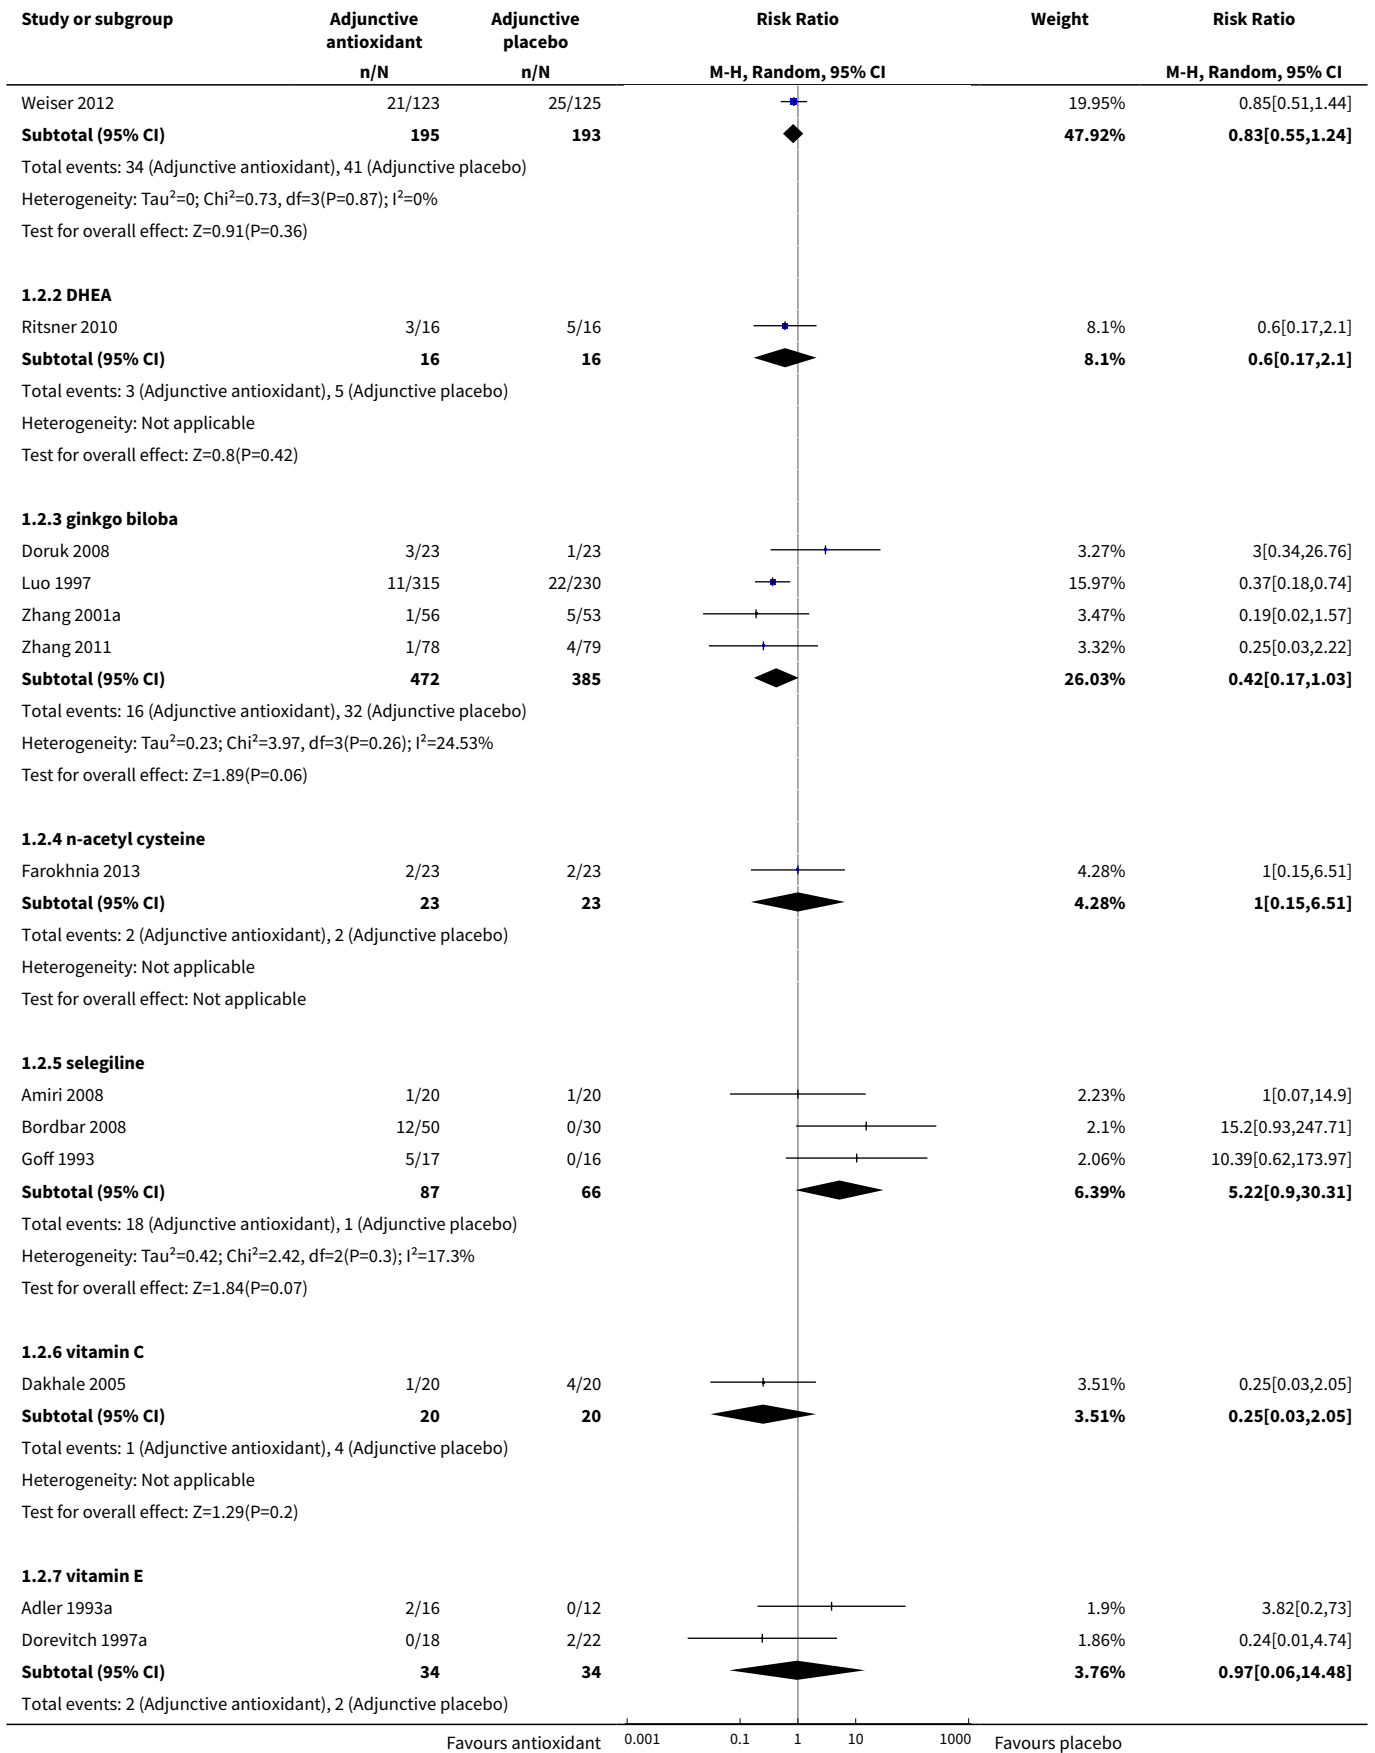 Study or subgroup Adjunctive antioxidant Adjunctive placebo Risk Ratio Weight Risk Ratio
n/N n/N M-H, Random, 95% CI M-H, Random, 95% CI
Weiser 2012 21/123 25/125 19.95% 0.85[0.51,1.44]
Subtotal (95% CI) 195 193 47.92% 0.83[0.55,1.24]
Total events: 34 (Adjunctive antioxidant), 41 (Adjunctive placebo)
Heterogeneity: Tau²=0; Chi²=0.73, df=3(P=0.87); I²=0%
Test for overall effect: Z=0.91(P=0.36)
1.2.2 DHEA
Ritsner 2010 3/16 5/16 8.1% 0.6[0.17,2.1]
Subtotal (95% CI) 16 16 8.1% 0.6[0.17,2.1]
Total events: 3 (Adjunctive antioxidant), 5 (Adjunctive placebo)
Heterogeneity: Not applicable
Test for overall effect: Z=0.8(P=0.42)
1.2.3 ginkgo biloba
Doruk 2008 3/23 1/23 3.27% 3[0.34,26.76]
Luo 1997 11/315 22/230 15.97% 0.37[0.18,0.74]
Zhang 2001a 1/56 5/53 3.47% 0.19[0.02,1.57]
Zhang 2011 1/78 4/79 3.32% 0.25[0.03,2.22]
Subtotal (95% CI) 472 385 26.03% 0.42[0.17,1.03]
Total events: 16 (Adjunctive antioxidant), 32 (Adjunctive placebo)
Heterogeneity: Tau²=0.23; Chi²=3.97, df=3(P=0.26); I²=24.53%
Test for overall effect: Z=1.89(P=0.06)
1.2.4 n-acetyl cysteine
Farokhnia 2013 2/23 2/23 4.28% 1[0.15,6.51]
Subtotal (95% CI) 23 23 4.28% 1[0.15,6.51]
Total events: 2 (Adjunctive antioxidant), 2 (Adjunctive placebo)
Heterogeneity: Not applicable
Test for overall effect: Not applicable
1.2.5 selegiline
Amiri 2008 1/20 1/20 2.23% 1[0.07,14.9]
Bordbar 2008 12/50 0/30 2.1% 15.2[0.93,247.71]
Goff 1993 5/17 0/16 2.06% 10.39[0.62,173.97]
Subtotal (95% CI) 87 66 6.39% 5.22[0.9,30.31]
Total events: 18 (Adjunctive antioxidant), 1 (Adjunctive placebo)
Heterogeneity: Tau²=0.42; Chi²=2.42, df=2(P=0.3); I²=17.3%
Test for overall effect: Z=1.84(P=0.07)
1.2.6 vitamin C
Dakhale 2005 1/20 4/20 3.51% 0.25[0.03,2.05]
Subtotal (95% CI) 20 20 3.51% 0.25[0.03,2.05]
Total events: 1 (Adjunctive antioxidant), 4 (Adjunctive placebo)
Heterogeneity: Not applicable
Test for overall effect: Z=1.29(P=0.2)
1.2.7 vitamin E
Adler 1993a 2/16 0/12 1.9% 3.82[0.2,73]
Dorevitch 1997a 0/18 2/22 1.86% 0.24[0.01,4.74]
Subtotal (95% CI) 34 34 3.76% 0.97[0.06,14.48]
Total events: 2 (Adjunctive antioxidant), 2 (Adjunctive placebo)
Favours antioxidant 0.001 0.1 1 10 1000 Favours placebo